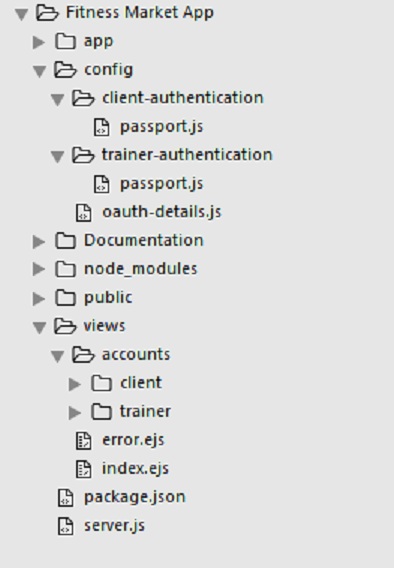 Fitness Market App
app
config
client-authentication
passport.js
trainer-authentication
passport.js
oauth-details.js
Documentation
node_modules
public
views
accounts
client
trainer
error.ejs
index.ejs
package.json
server.js